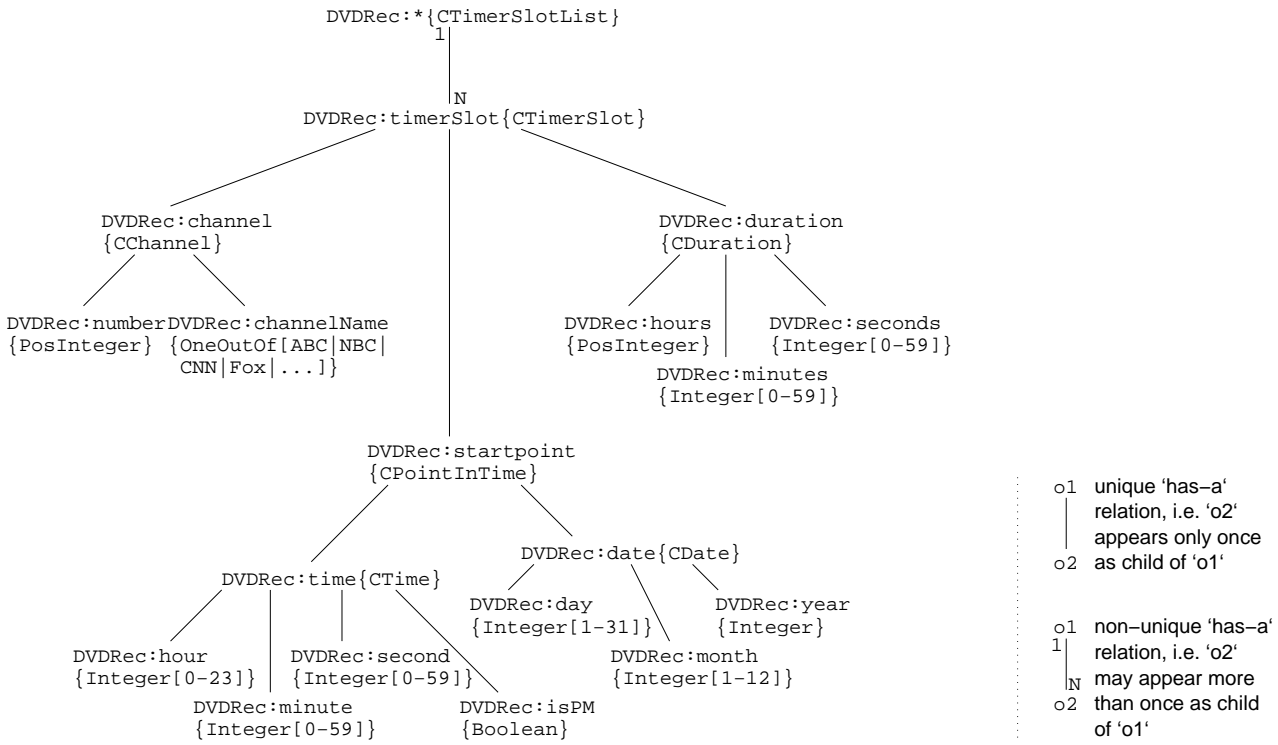 DVDRec:*{CTimerSlotList}
1
N
DVDRec:timerSlot{CTimerSlot}
DVDRec:channel
{CChannel}
DVDRec:duration
{CDuration}
DVDRec:number
{PosInteger}
DVDRec:channelName
{OneOutOf[ABC|NBC|
CNN|Fox|...]}
DVDRec:hours
{PosInteger}
DVDRec:seconds
{Integer[0−59]}
DVDRec:minutes
{Integer[0−59]}
DVDRec:startpoint
{CPointInTime}
DVDRec:time{CTime}
DVDRec:date{CDate}
DVDRec:day
{Integer[1−31]}
DVDRec:year
{Integer}
DVDRec:hour
{Integer[0−23]}
DVDRec:second
{Integer[0−59]}
DVDRec:month
{Integer[1−12]}
DVDRec:minute
{Integer[0−59]}
DVDRec:isPM
{Boolean}
o1 unique ‘has−a‘
relation, i.e. ‘o2‘
appears only once
o2 as child of ‘o1‘
o1 non−unique ‘has−a‘
1 relation, i.e. ‘o2‘
N may appear more
o2 than once as child
of ‘o1‘